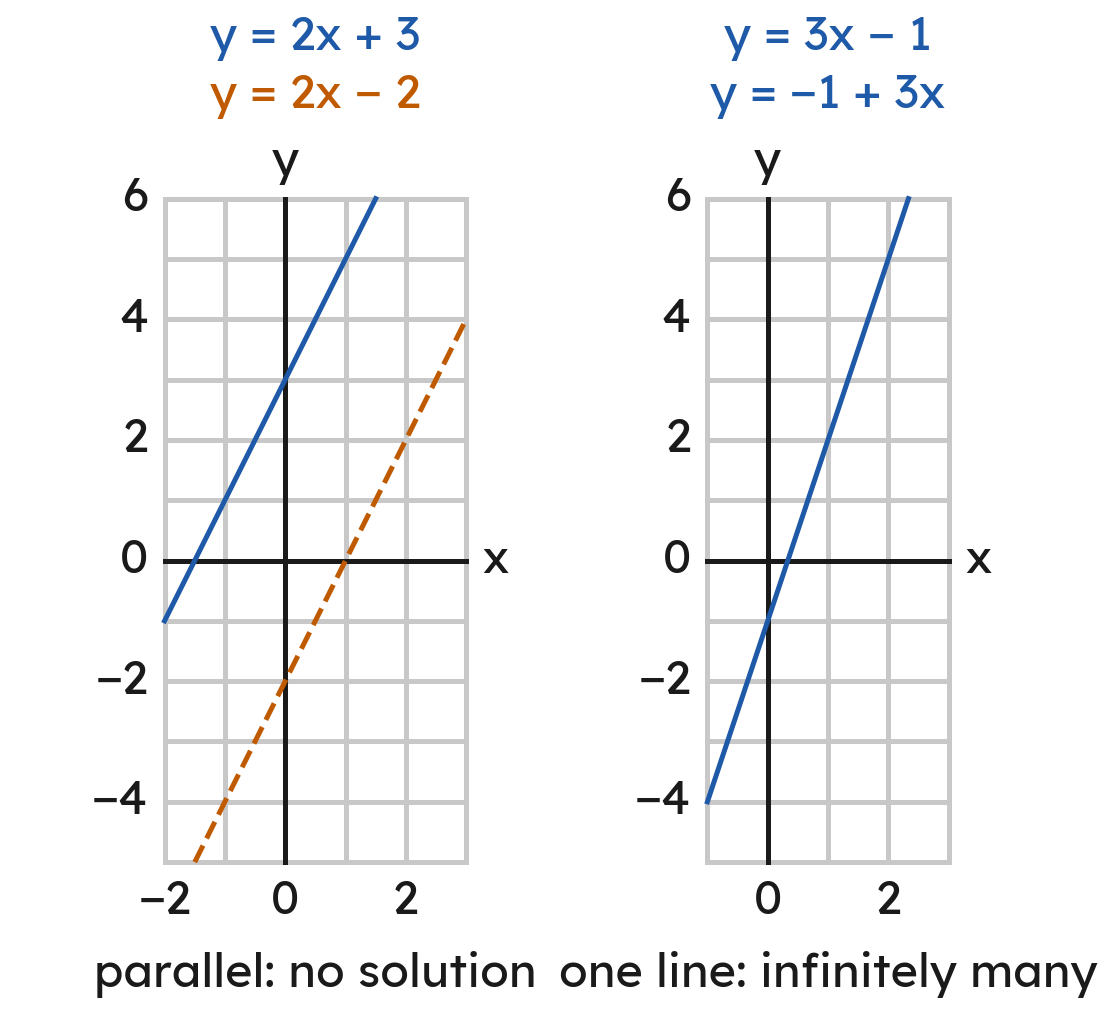 y = 2x + 3
y = 2x − 2
y
6
4
2
0
−2
−4
x
−2 0 2
parallel: no solution
y = 3x − 1
y = −1 + 3x
y
6
4
2
0
−2
−4
x
0 2
one line: infinitely many